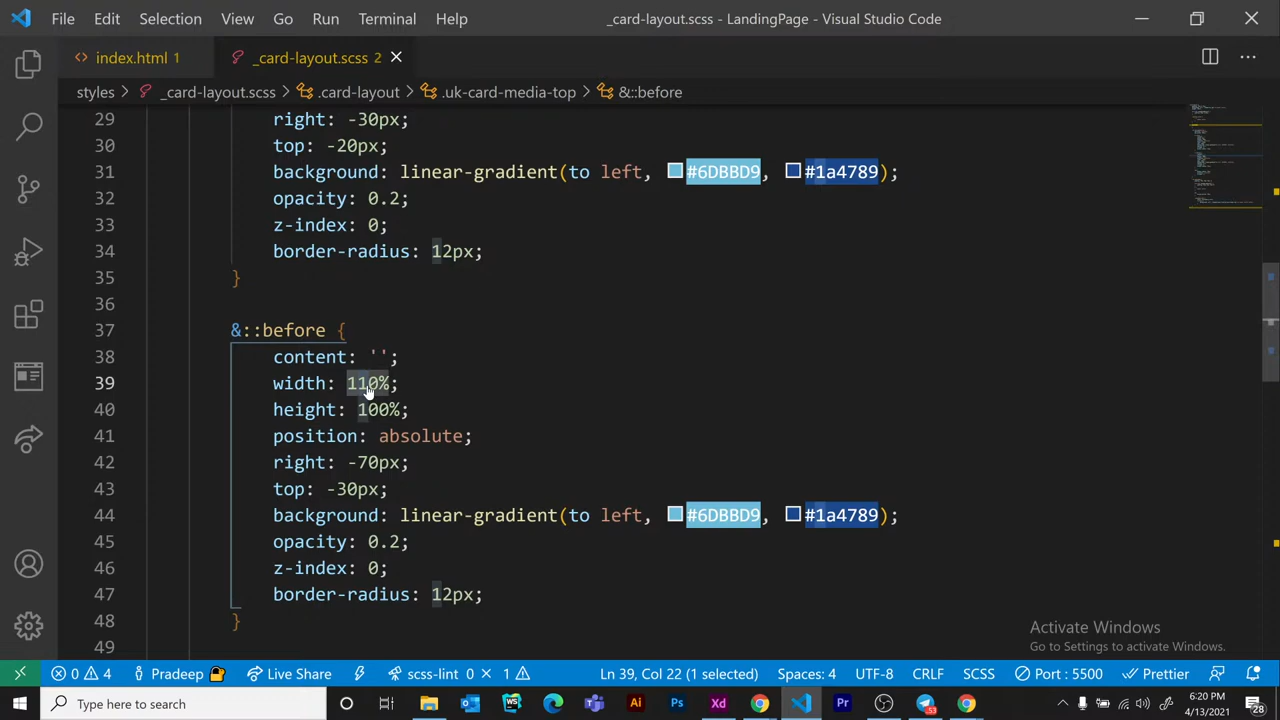 File Edit Selection View Go Run Terminal Help _card-layout.scss - LandingPage - Visual Studio Code
index.html 1 _card-layout.scss 2
styles _card-layout.scss .card-layout .uk-card-media-top &::before
29 right: -30px;
30 top: -20px;
31 background: linear-gradient(to left, #6DBBD9, #1a4789);
32 opacity: 0.2;
33 z-index: 0;
34 border-radius: 12px;
35 }
36
37 &::before {
38 content: '';
39 width: 110%;
40 height: 100%;
41 position: absolute;
42 right: -70px;
43 top: -30px;
44 background: linear-gradient(to left, #6DBBD9, #1a4789);
45 opacity: 0.2;
46 z-index: 0;
47 border-radius: 12px;
48 }
49
Activate Windows
Go to Settings to activate Windows.
0 4 Pradeep Live Share scss-lint 0 1 Ln 39, Col 22 (1 selected) Spaces: 4 UTF-8 CRLF SCSS Port : 5500 Prettier
Type here to search Ai Ps Xd Pr 53 6:20 PM
4/13/2021 28